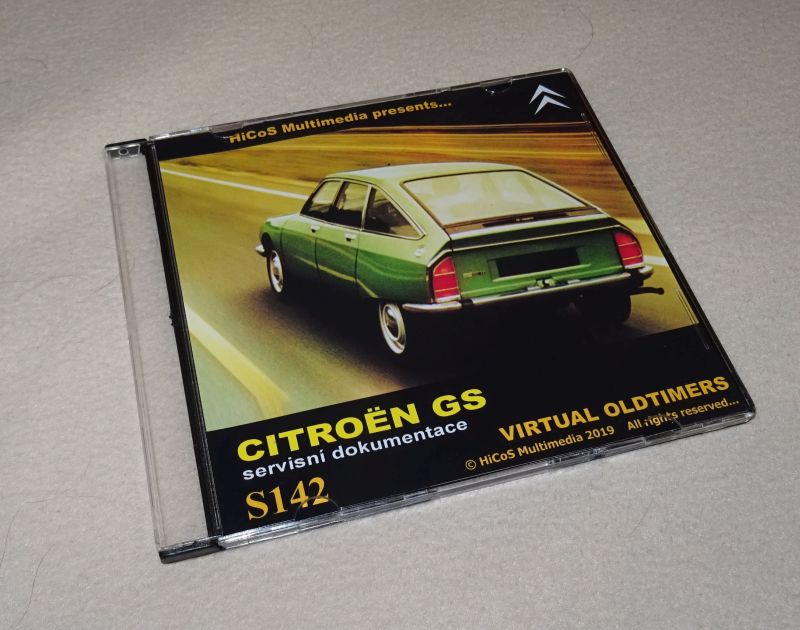 HiCoS Multimedia presents...
CITROËN GS
servisní dokumentace
S142
VIRTUAL OLDTIMERS
© HiCoS Multimedia 2019 All rights reserved...